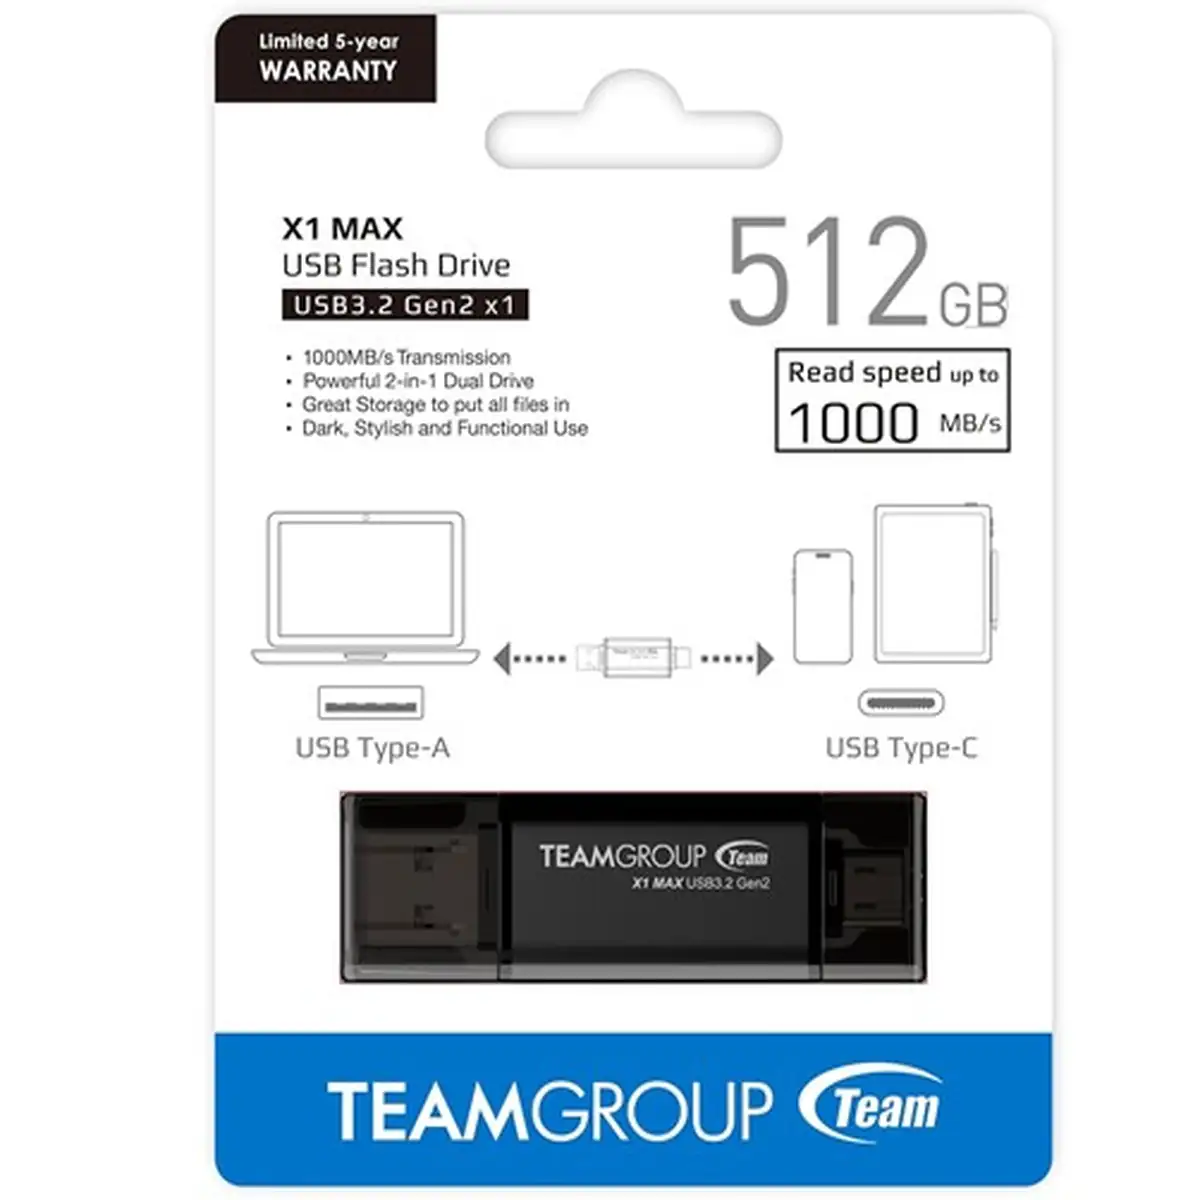 Limited 5-year
WARRANTY
X1 MAX
USB Flash Drive
USB3.2 Gen2 x1
• 1000MB/s Transmission
• Powerful 2-in-1 Dual Drive
• Great Storage to put all files in
• Dark, Stylish and Functional Use
512GB
Read speed up to
1000 MB/s
USB Type-A
USB Type-C
TEAMGROUP Team
X1 MAX USB3.2 Gen2
TEAMGROUP Team